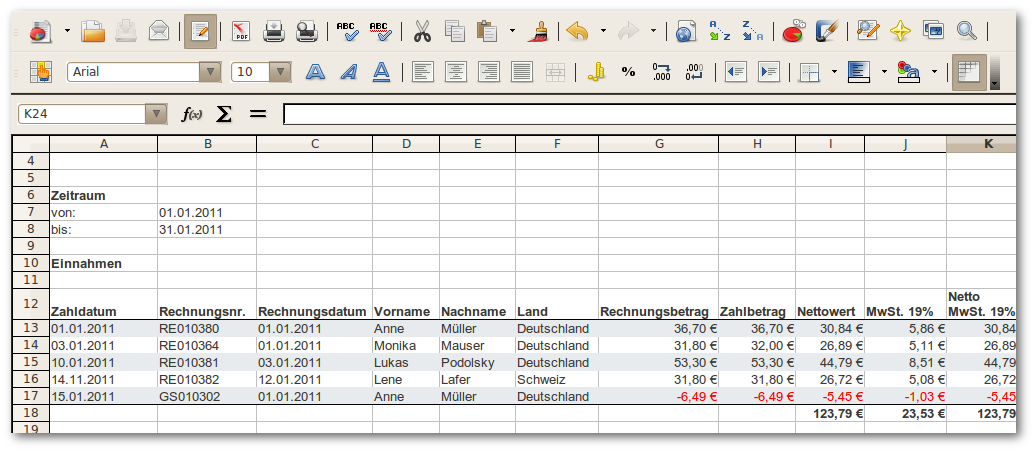 ABC ABC
Arial 10 A A A % .000 .000
K24 f(x) Σ =
A B C D E F G H I J K
4
5
6 Zeitraum
7 von: 01.01.2011
8 bis: 31.01.2011
9
10 Einnahmen
11
12 Zahldatum Rechnungsnr. Rechnungsdatum Vorname Nachname Land Rechnungsbetrag Zahlbetrag Nettowert MwSt. 19% Netto
MwSt. 19%
13 01.01.2011 RE010380 01.01.2011 Anne Müller Deutschland 36,70 € 36,70 € 30,84 € 5,86 € 30,84
14 03.01.2011 RE010364 01.01.2011 Monika Mauser Deutschland 31,80 € 32,00 € 26,89 € 5,11 € 26,89
15 10.01.2011 RE010381 03.01.2011 Lukas Podolsky Deutschland 53,30 € 53,30 € 44,79 € 8,51 € 44,79
16 14.11.2011 RE010382 12.01.2011 Lene Lafer Schweiz 31,80 € 31,80 € 26,72 € 5,08 € 26,72
17 15.01.2011 GS010302 01.01.2011 Anne Müller Deutschland -6,49 € -6,49 € -5,45 € -1,03 € -5,45
18 123,79 € 23,53 € 123,79
19